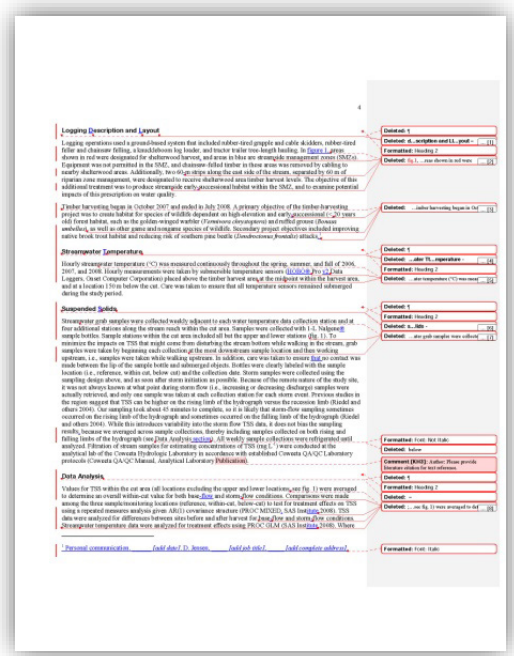 4
Logging Description and Layout
Logging operations used a ground-based system that included rubber-tired grapple and cable skidders, rubber-tired
feller and chainsaw felling, a knuckleboom log loader, and tractor trailer tree-length hauling. In figure 1, areas
shown in red were designated for shelterwood harvest, and areas in blue are streamside management zones (SMZs).
Equipment was not permitted in the SMZ, and chainsaw-felled timber in these areas was removed by cabling to
nearby shelterwood areas. Additionally, two 60-m strips along the east side of the stream, separated by 60 m of
riparian zone management, were designated to receive shelterwood area timber harvest levels. The objective of this
additional treatment was to produce streamside early-successional habitat within the SMZ, and to examine potential
impacts of this prescription on water quality.
Timber harvesting began in October 2007 and ended in July 2008. A primary objective of the timber-harvesting
project was to create habitat for species of wildlife dependent on high-elevation and early-successional (< 20 years
old) forest habitat, such as the golden-winged warbler (Vermivora chrysoptera) and ruffed grouse (Bonasa
umbellus), as well as other game and nongame species of wildlife. Secondary project objectives included improving
native brook trout habitat and reducing risk of southern pine beetle (Dendroctonus frontalis) attacks.
Streamwater Temperature
Hourly streamwater temperature (°C) was measured continuously throughout the spring, summer, and fall of 2006,
2007, and 2008. Hourly measurements were taken by submersible temperature sensors (HOBO® Pro v2 Data
Loggers, Onset Computer Corp.) placed above the timber harvest area, at the midpoint within the harvest area,
and at a location 150 m below the cut. Care was taken to ensure that all temperature sensors remained submerged
during the study period.
Suspended Solids
Streamwater grab samples were collected weekly adjacent to each water temperature data collection station and at
four additional stations along the stream reach within the cut area. Samples were collected with 1-L Nalgene®
sample bottles. Sample stations within the cut area included all but the upper and lower stations (fig. 1). To
minimize the impacts on TSS that might come from disturbing the stream bottom while walking in the stream, grab
samples were taken by beginning each collection at the most downstream sample location and then working
upstream, i.e., samples were taken while walking upstream. In addition, care was taken to ensure that no contact was
made between the lip of the sample bottle and submerged objects. Bottles were clearly labeled with the sample
location (i.e., reference, within cut, below cut) and the collection date. Storm samples were collected using the
sampling design above, and as soon after storm initiation as possible. Because of the remote nature of the study site,
it was not always known at what point during storm flow (i.e., increasing or decreasing stage) samples were
actually retrieved, and only one sample was taken at each collection station for each storm event. Previous studies in
the region suggest that TSS can be higher on the rising limb of the hydrograph versus the recession limb (Riedel and
others 2004). Our sampling took about 45 minutes to complete, so it is likely that storm-flow sampling sometimes
occurred on the rising limb of the hydrograph and sometimes occurred on the falling limb of the hydrograph (Riedel
and others 2004). While this introduces variability into the storm flow TSS data, it does not bias the sampling
results, because we averaged across sample collections, thereby including samples collected on both rising and
falling limbs of the hydrograph (see Data Analysis section). All weekly sample collections were refrigerated until
analyzed. Filtration of stream samples for estimating TSS (mg L⁻¹) were conducted at the
analytical lab of the Coweeta Hydrologic Laboratory in accordance with established Coweeta QA/QC
protocols (Coweeta QA/QC Manual, Analytical Laboratory Publication).
Data Analysis
Values for TSS within the cut area (all locations excluding the upper and lower locations, see fig. 1) were averaged
to determine an overall within-cut value for both base-flow and storm-flow conditions. Comparisons were made
among the three sample/monitoring locations (reference, within-cut, below-cut) to test for treatment effects on TSS
using a repeated measures analysis given AR(1) covariance structure (PROC MIXED, SAS Institute 2008). TSS
data were analyzed for differences between sites before and after harvest for base-flow and storm-flow conditions.
Streamwater temperature data were analyzed for treatment effects using PROC GLM (SAS Institute 2008). Where
1 Personal communication. [add date]. D. Jensen, [add job title], [add complete address].
Deleted: ¶
Formatted: Heading 2
Deleted: fig 1. ...reas shown in red were [2]
Deleted: ...imber harvesting began in Oc [3]
Deleted: ¶
Formatted: Heading 2
Deleted: ¶
Formatted: Heading 2
Formatted: Font: Not Italic
Deleted: below
Comment [KH2]: Author: Please provide
literature citation for text reference.
Deleted: ¶
Formatted: Heading 2
Formatted: Font: Italic